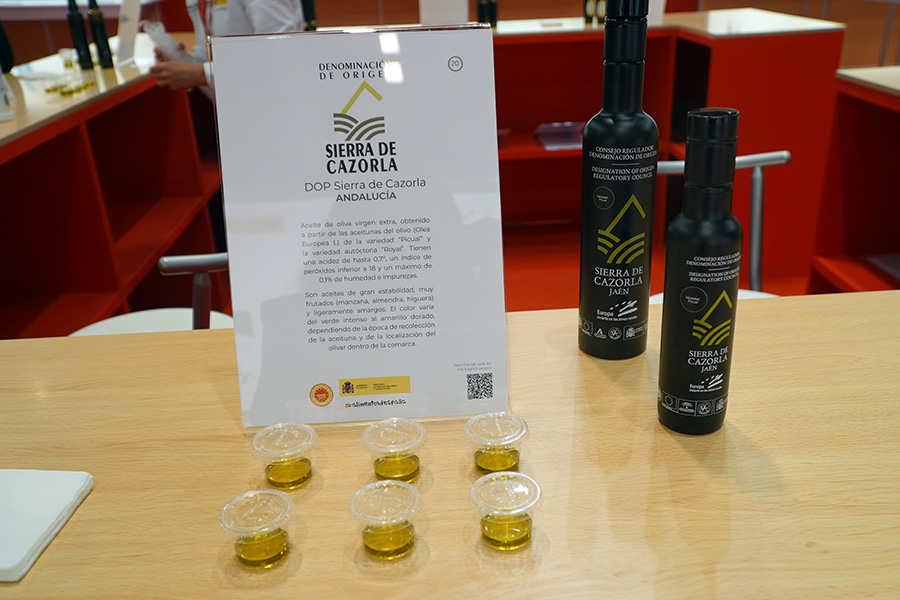 DENOMINACIÓN
DE ORIGEN
20
SIERRA DE
CAZORLA
DOP Sierra de Cazorla
ANDALUCÍA
Aceite de oliva virgen extra, obtenido
a partir de las aceitunas del olivo (Olea
Europea L) de la variedad "Picual" y
la variedad autóctona "Royal". Tienen
una acidez de hasta 0,7º, un índice de
peróxidos inferior a 18 y un máximo de
0,1% de humedad e impurezas.
Son aceites de gran estabilidad, muy
frutados (manzana, almendra, higuera)
y ligeramente amargos. El color varía
del verde intenso al amarillo dorado,
dependiendo de la época de recolección
de la aceituna y de la localización del
olivar dentro de la comarca.
#alimentosdespaña
CONSEJO REGULADOR
DENOMINACIÓN DE ORIGEN
DESIGNATION OF ORIGIN
REGULATORY COUNCIL
SIERRA DE
CAZORLA
JAÉN
Europa
CONSEJO REGULADOR
DENOMINACIÓN DE ORIGEN
DESIGNATION OF ORIGIN
REGULATORY COUNCIL
Variedad
Picual
SIERRA DE
CAZORLA
JAÉN
Europa